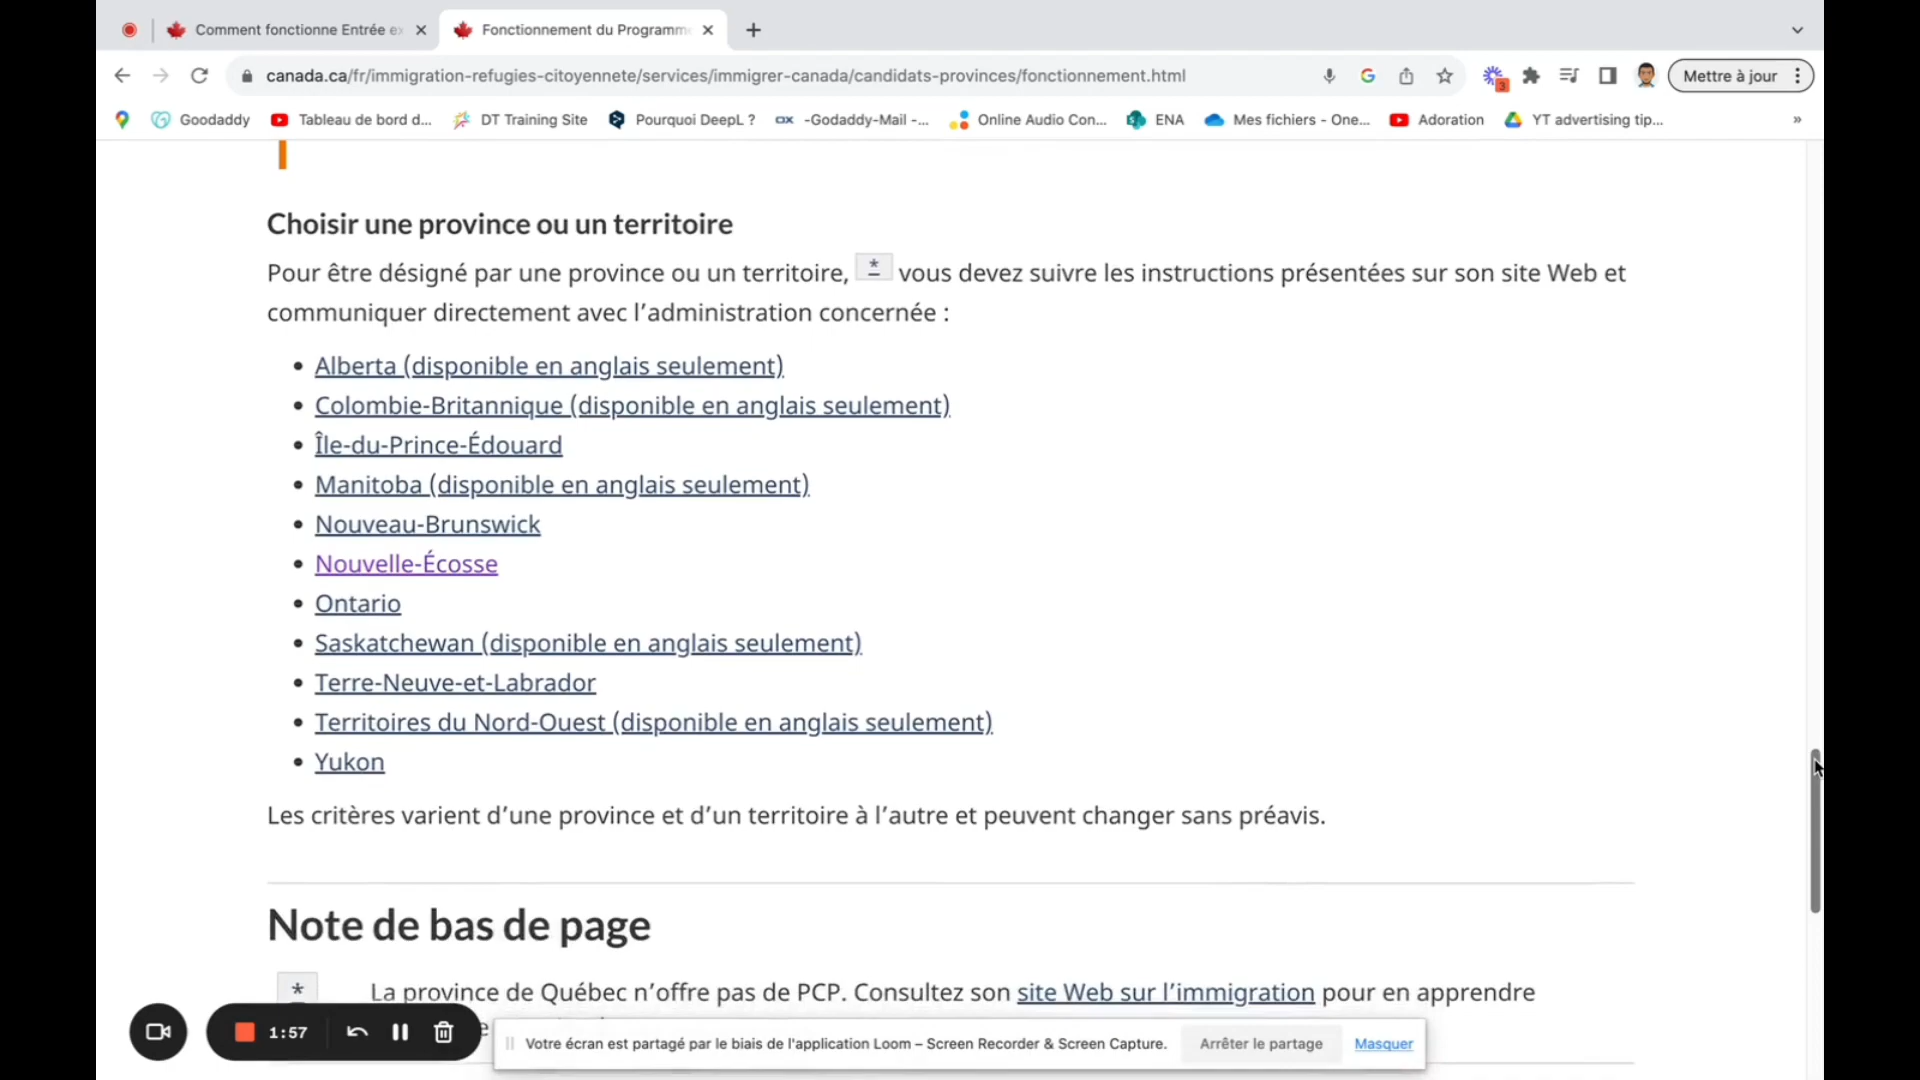 Comment fonctionne Entrée ex
Fonctionnement du Programme
canada.ca/fr/immigration-refugies-citoyennete/services/immigrer-canada/candidats-provinces/fonctionnement.html
3
Mettre à jour
Goodaddy
Tableau de bord d...
DT Training Site
Pourquoi DeepL ?
OX
-Godaddy-Mail -...
Online Audio Con...
ENA
Mes fichiers - One...
Adoration
YT advertising tip...
»
Choisir une province ou un territoire
Pour être désigné par une province ou un territoire, * vous devez suivre les instructions présentées sur son site Web et
communiquer directement avec l’administration concernée :
• Alberta (disponible en anglais seulement)
• Colombie-Britannique (disponible en anglais seulement)
• Île-du-Prince-Édouard
• Manitoba (disponible en anglais seulement)
• Nouveau-Brunswick
• Nouvelle-Écosse
• Ontario
• Saskatchewan (disponible en anglais seulement)
• Terre-Neuve-et-Labrador
• Territoires du Nord-Ouest (disponible en anglais seulement)
• Yukon
Les critères varient d’une province et d’un territoire à l’autre et peuvent changer sans préavis.
Note de bas de page
* La province de Québec n’offre pas de PCP. Consultez son site Web sur l’immigration pour en apprendre
1:57
Votre écran est partagé par le biais de l'application Loom – Screen Recorder & Screen Capture.
Arrêter le partage
Masquer